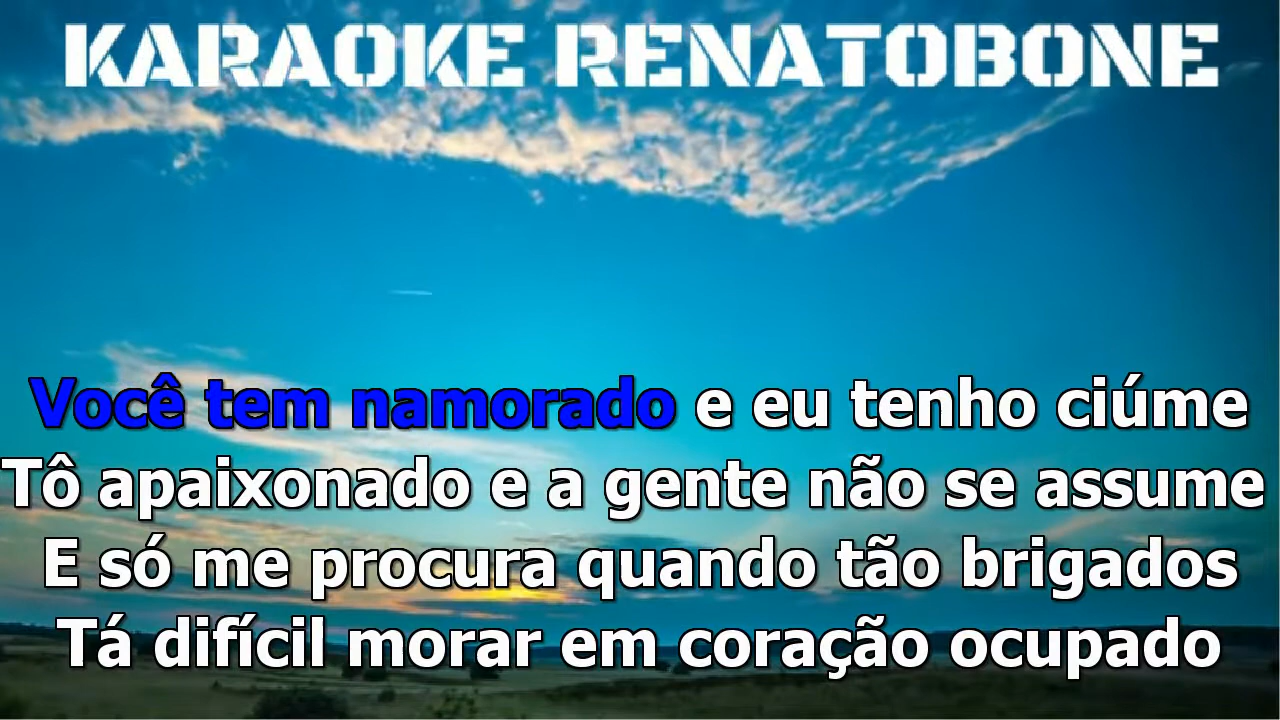 KARAOKE RENATOBONE
Você tem namorado e eu tenho ciúme
Tô apaixonado e a gente não se assume
E só me procura quando tão brigados
Tá difícil morar em coração ocupado